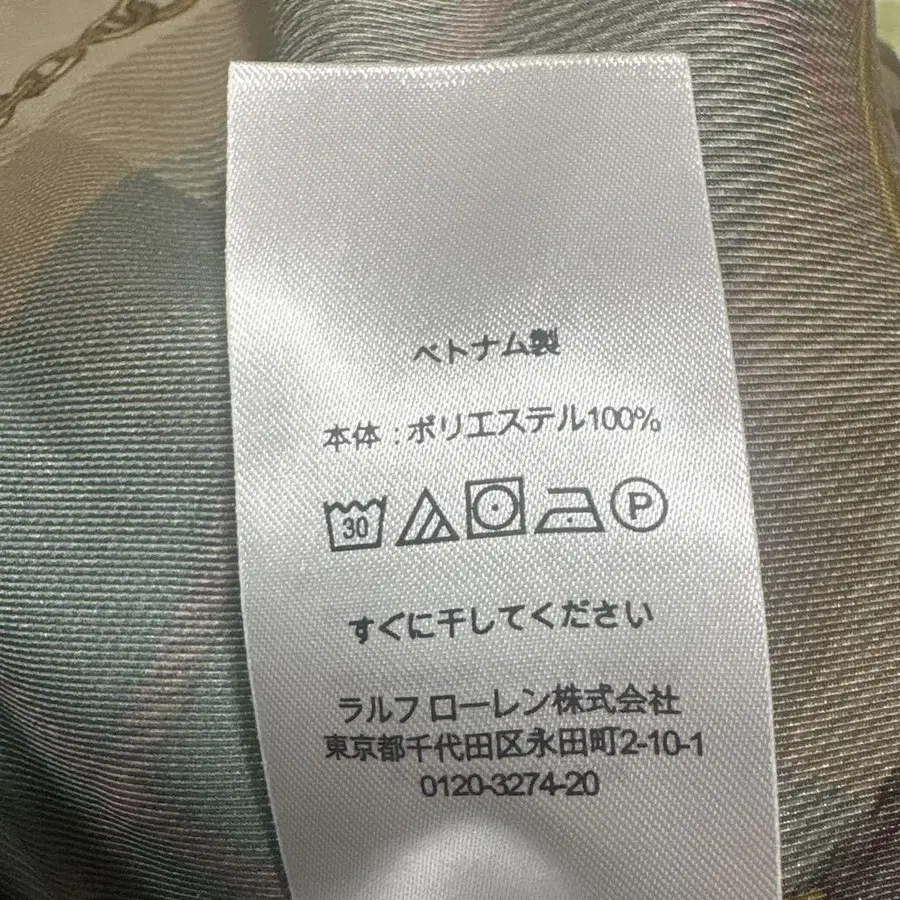 ベトナム製
本体 : ポリエステル100%
30 P
すぐに干してください
ラルフ ローレン株式会社
東京都千代田区永田町2-10-1
0120-3274-20